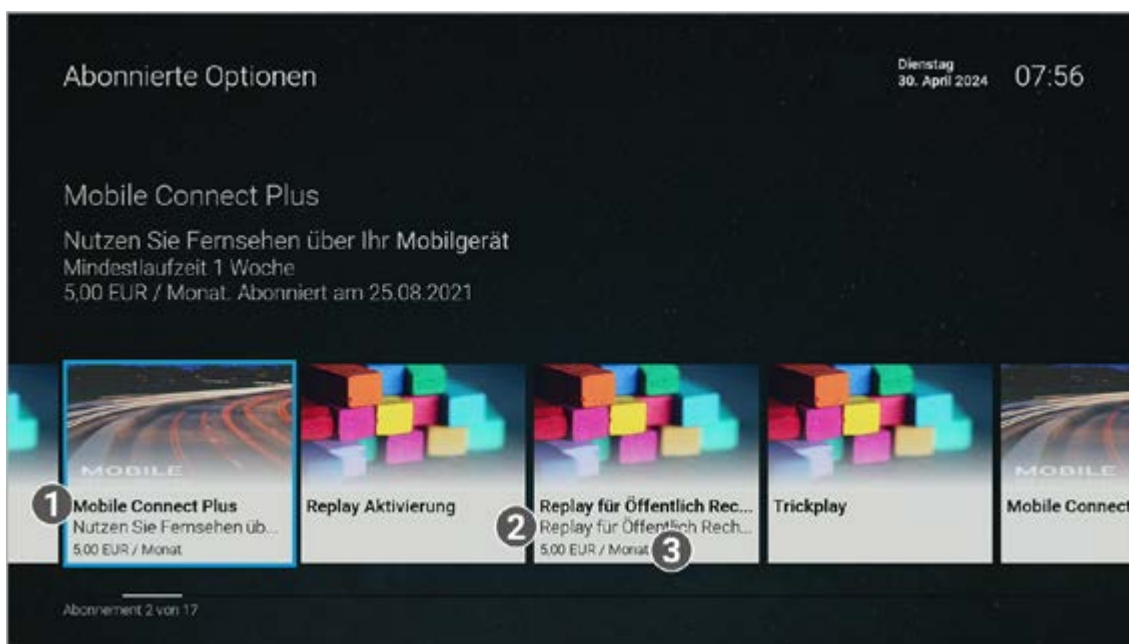 Abonnierte Optionen
Dienstag
30. April 2024
07:56
Mobile Connect Plus
Nutzen Sie Fernsehen über Ihr Mobilgerät
Mindestlaufzeit 1 Woche
5,00 EUR / Monat. Abonniert am 25.08.2021
MOBILE
MOBILE
1
Mobile Connect Plus
Nutzen Sie Fernsehen üb...
5,00 EUR / Monat
Replay Aktivierung
Replay für Öffentlich Rec...
2
Replay für Öffentlich Rech...
5,00 EUR / Monat
3
Trickplay
Mobile Connect
Abonnement 2 von 17